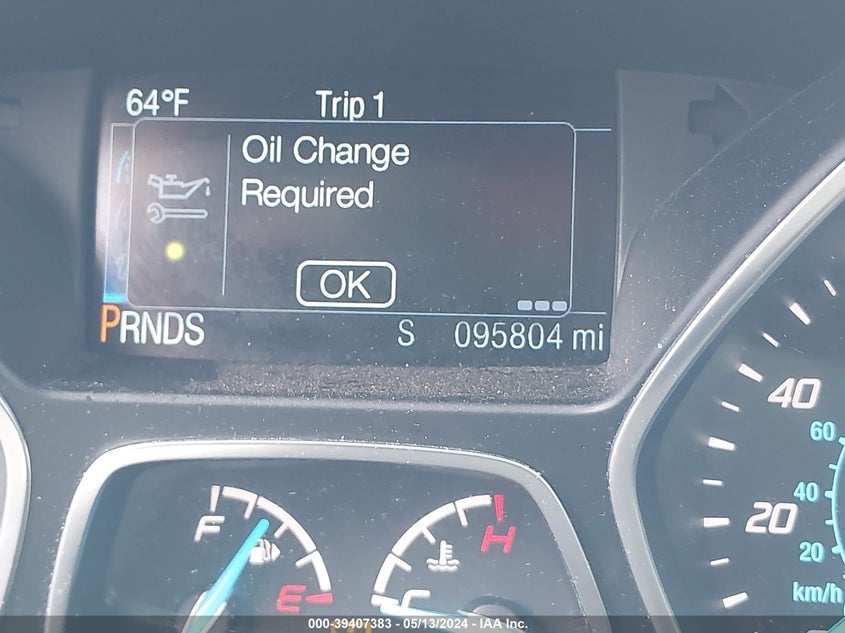 64°F Trip 1
Oil Change
Required
OK
PRNDS S 095804 mi
40
60
F H
40
20
E C
20
km/h
000-39407383 - 05/13/2024 - IAA Inc.